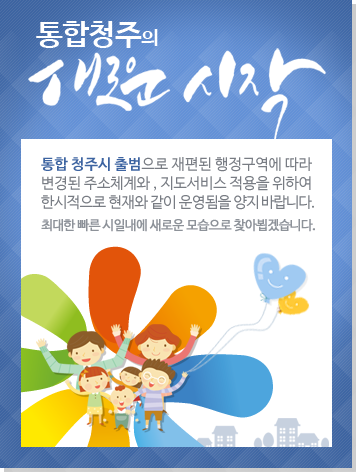 통합청주의
새로운 시작
통합 청주시 출범으로 재편된 행정구역에 따라
변경된 주소체계와 , 지도서비스 적용을 위하여
한시적으로 현재와 같이 운영됨을 양지 바랍니다.
최대한 빠른 시일내에 새로운 모습으로 찾아뵙겠습니다.